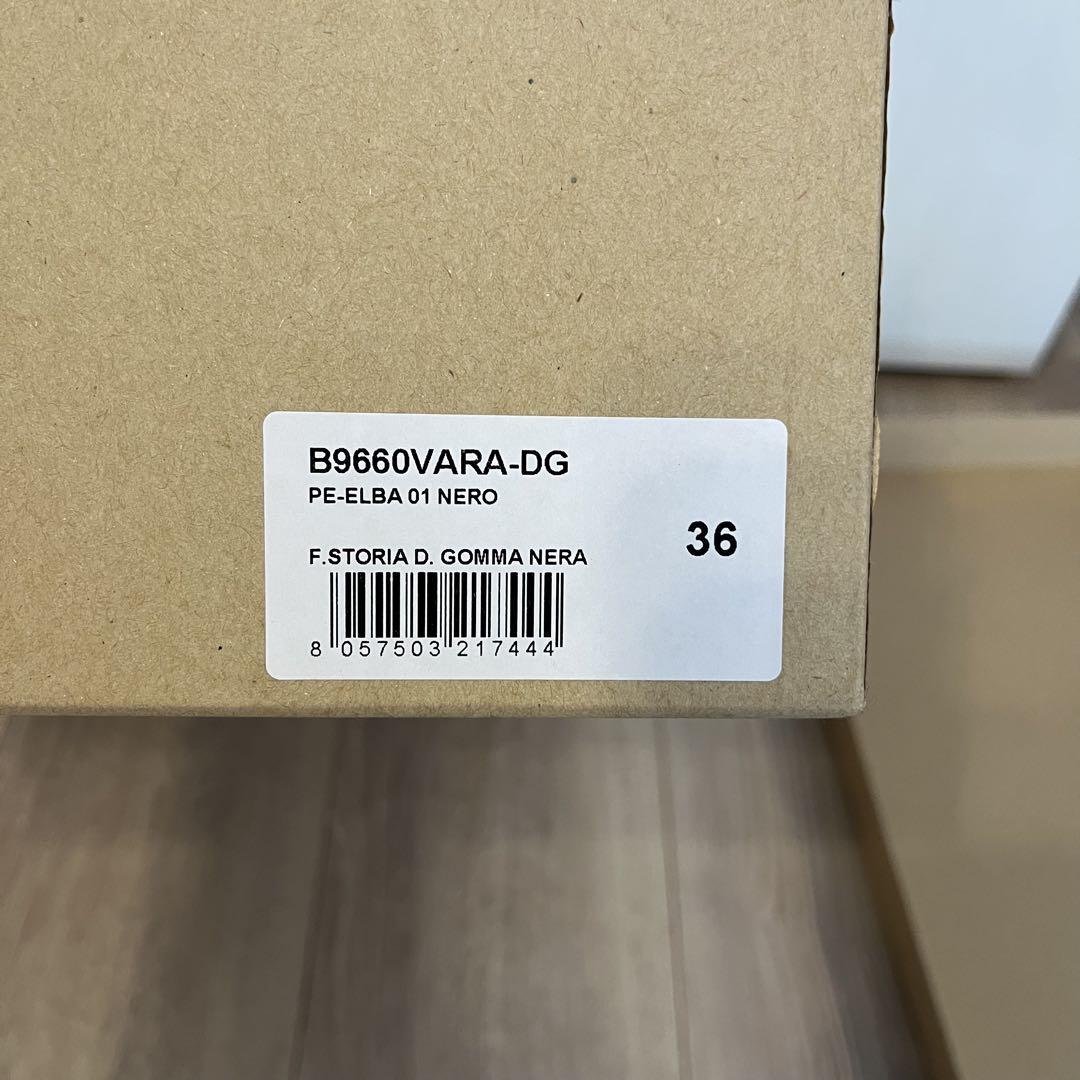 B9660VARA-DG
PE-ELBA 01 NERO
36
F.STORIA D. GOMMA NERA
8 057503 217444